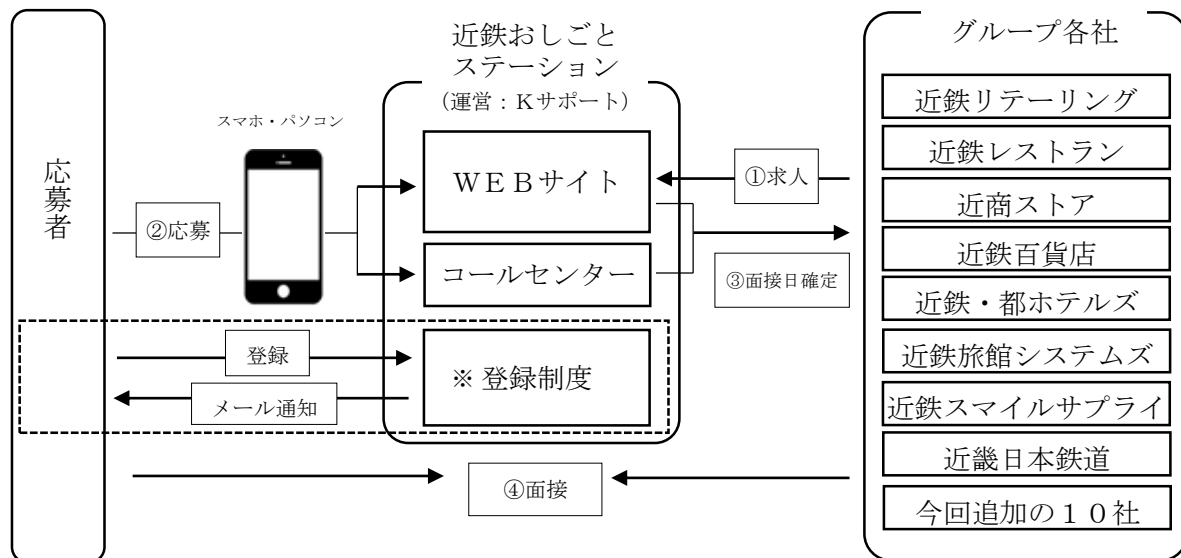 応募者
②応募
スマホ・パソコン
近鉄おしごと
ステーション
（運営：Ｋサポート）
ＷＥＢサイト
コールセンター
※登録制度
登録
メール通知
①求人
③面接日確定
④面接
グループ各社
近鉄リテーリング
近鉄レストラン
近商ストア
近鉄百貨店
近鉄・都ホテルズ
近鉄旅館システムズ
近鉄スマイルサプライ
近畿日本鉄道
今回追加の１０社